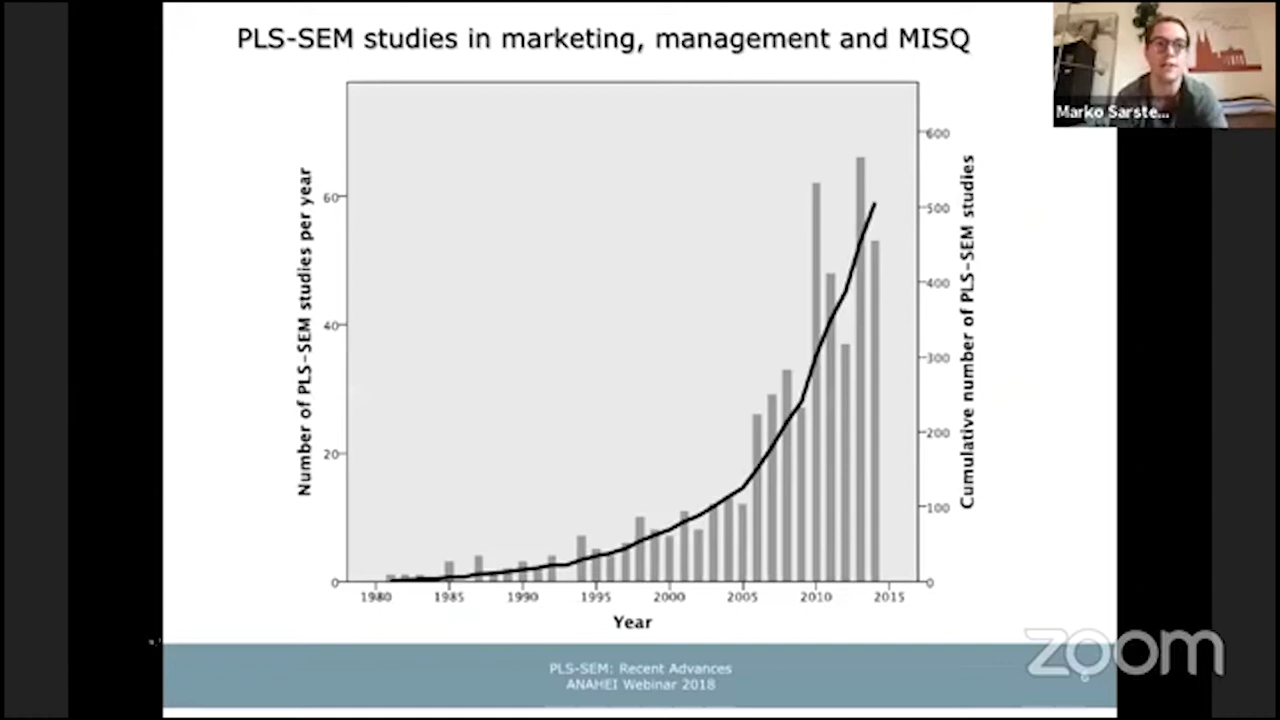 PLS-SEM studies in marketing, management and MISQ
Marko Sarste...
Number of PLS-SEM studies per year
60
40
20
0
Cumulative number of PLS-SEM studies
600
500
400
300
200
100
0
1980 1985 1990 1995 2000 2005 2010 2015
Year
PLS-SEM: Recent Advances
ANAHEI Webinar 2018
zoom